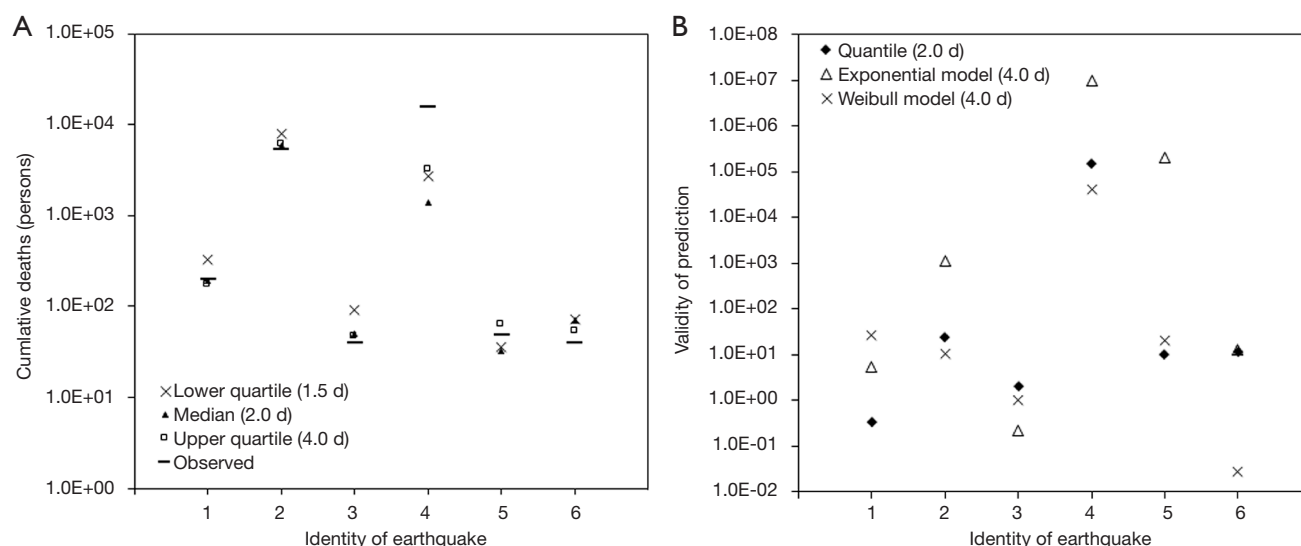 A
1.0E+05
1.0E+04
1.0E+03
1.0E+02
1.0E+01
1.0E+00
Cumlative deaths (persons)
Lower quartile (1.5 d)
Median (2.0 d)
Upper quartile (4.0 d)
Observed
1 2 3 4 5 6
Identity of earthquake
B
1.0E+08
1.0E+07
1.0E+06
1.0E+05
1.0E+04
1.0E+03
1.0E+02
1.0E+01
1.0E+00
1.0E-01
1.0E-02
Validity of prediction
Quantile (2.0 d)
Exponential model (4.0 d)
Weibull model (4.0 d)
1 2 3 4 5 6
Identity of earthquake